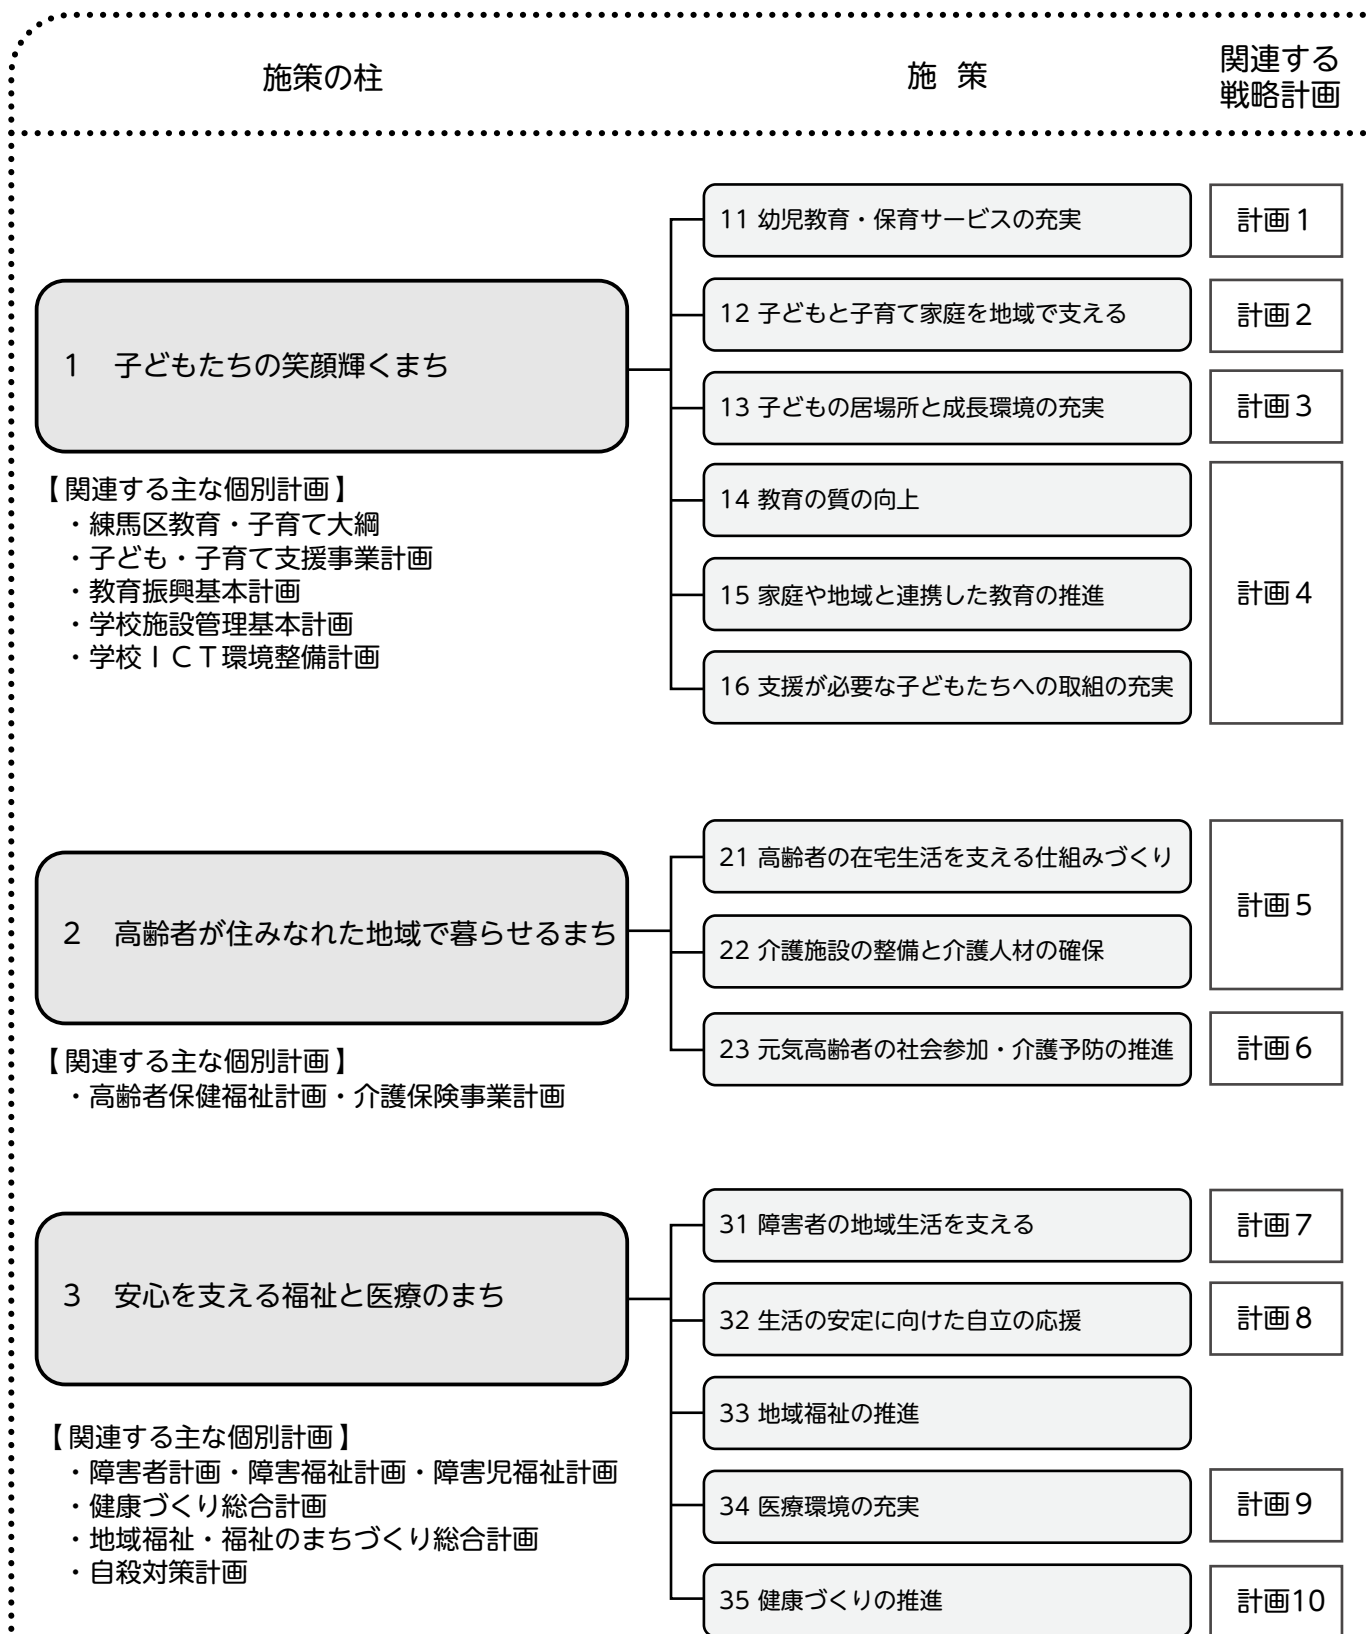 施策の柱
施 策
関連する
戦略計画
11 幼児教育・保育サービスの充実
計画1
12 子どもと子育て家庭を地域で支える
計画2
1 子どもたちの笑顔輝くまち
13 子どもの居場所と成長環境の充実
計画3
【関連する主な個別計画】
・練馬区教育・子育て大綱
・子ども・子育て支援事業計画
・教育振興基本計画
・学校施設管理基本計画
・学校ICT環境整備計画
14 教育の質の向上
15 家庭や地域と連携した教育の推進
計画4
16 支援が必要な子どもたちへの取組の充実
21 高齢者の在宅生活を支える仕組みづくり
計画5
2 高齢者が住みなれた地域で暮らせるまち
22 介護施設の整備と介護人材の確保
23 元気高齢者の社会参加・介護予防の推進
計画6
【関連する主な個別計画】
・高齢者保健福祉計画・介護保険事業計画
31 障害者の地域生活を支える
計画7
3 安心を支える福祉と医療のまち
32 生活の安定に向けた自立の応援
計画8
33 地域福祉の推進
【関連する主な個別計画】
・障害者計画・障害福祉計画・障害児福祉計画
・健康づくり総合計画
・地域福祉・福祉のまちづくり総合計画
・自殺対策計画
34 医療環境の充実
計画9
35 健康づくりの推進
計画10